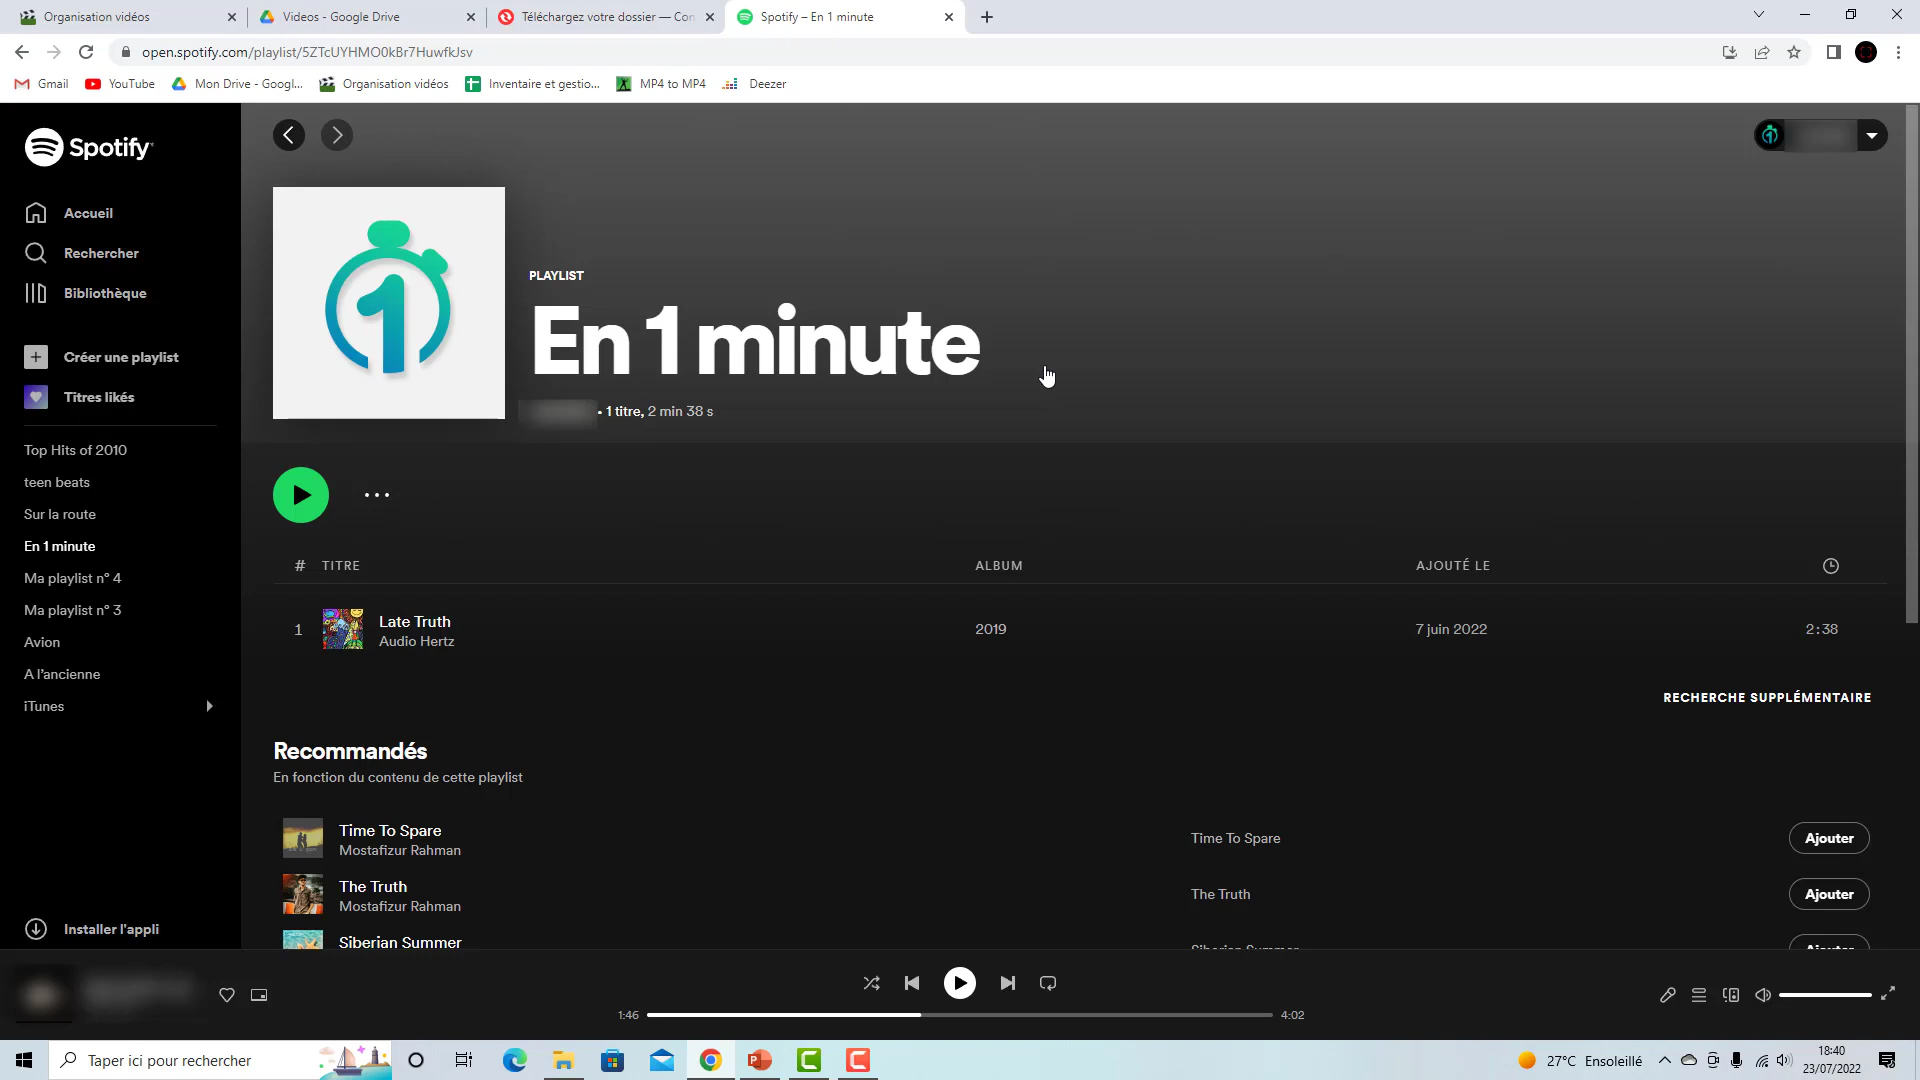 Organisation vidéos
Videos - Google Drive
Téléchargez votre dossier — Con
Spotify – En 1 minute
open.spotify.com/playlist/5ZTcUYHMO0kBr7HuwfkJsv
Gmail
YouTube
Mon Drive - Googl...
Organisation vidéos
Inventaire et gestio...
MP4 to MP4
Deezer
Spotify
Accueil
Rechercher
Bibliothèque
Créer une playlist
Titres likés
Top Hits of 2010
teen beats
Sur la route
En 1 minute
Ma playlist n° 4
Ma playlist n° 3
Avion
A l'ancienne
iTunes
Installer l'appli
1
PLAYLIST
En 1 minute
• 1 titre, 2 min 38 s
# TITRE ALBUM AJOUTÉ LE
1 Late Truth 2019 7 juin 2022 2:38
Audio Hertz
RECHERCHE SUPPLÉMENTAIRE
Recommandés
En fonction du contenu de cette playlist
Time To Spare Time To Spare Ajouter
Mostafizur Rahman
The Truth The Truth Ajouter
Mostafizur Rahman
Siberian Summer Siberian Summer Ajouter
1:46 4:02
Taper ici pour rechercher
27°C Ensoleillé
18:40
23/07/2022